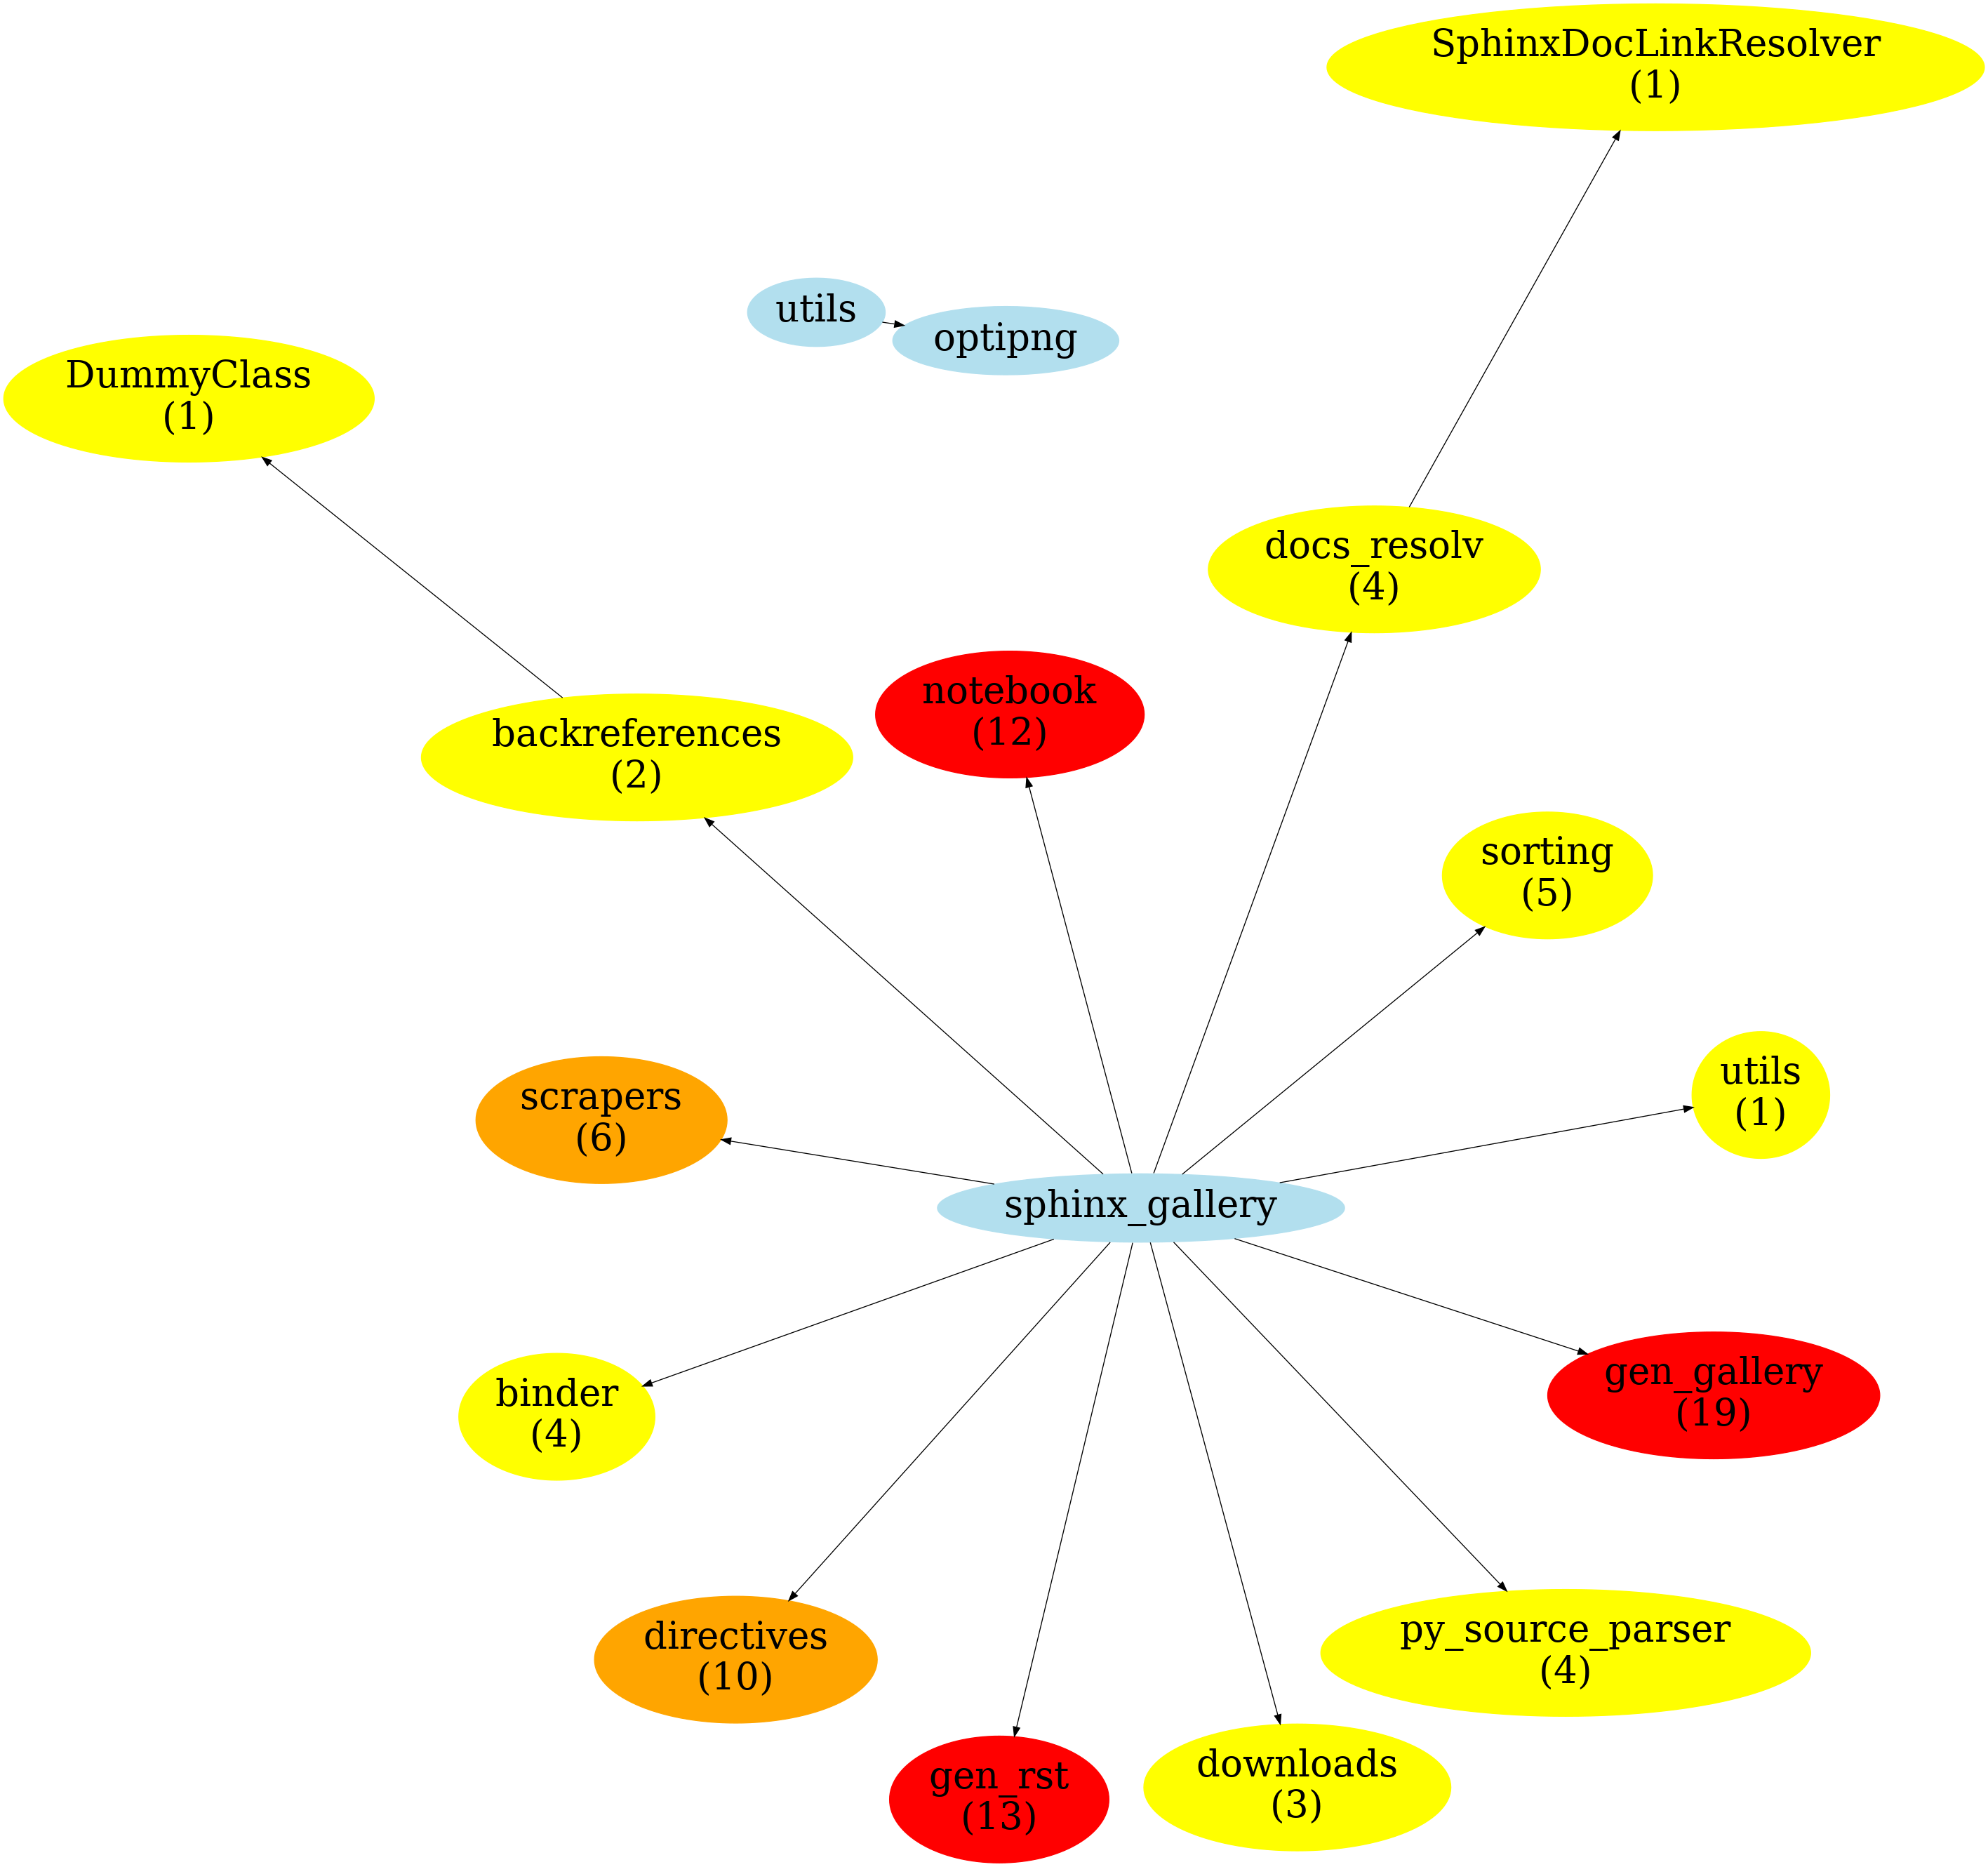 SphinxDocLinkResolver
(1)
utils
optipng
DummyClass
(1)
docs_resolv
(4)
notebook
(12)
backreferences
(2)
sorting
(5)
utils
(1)
scrapers
(6)
sphinx_gallery
binder
(4)
gen_gallery
(19)
directives
(10)
py_source_parser
(4)
gen_rst
(13)
downloads
(3)